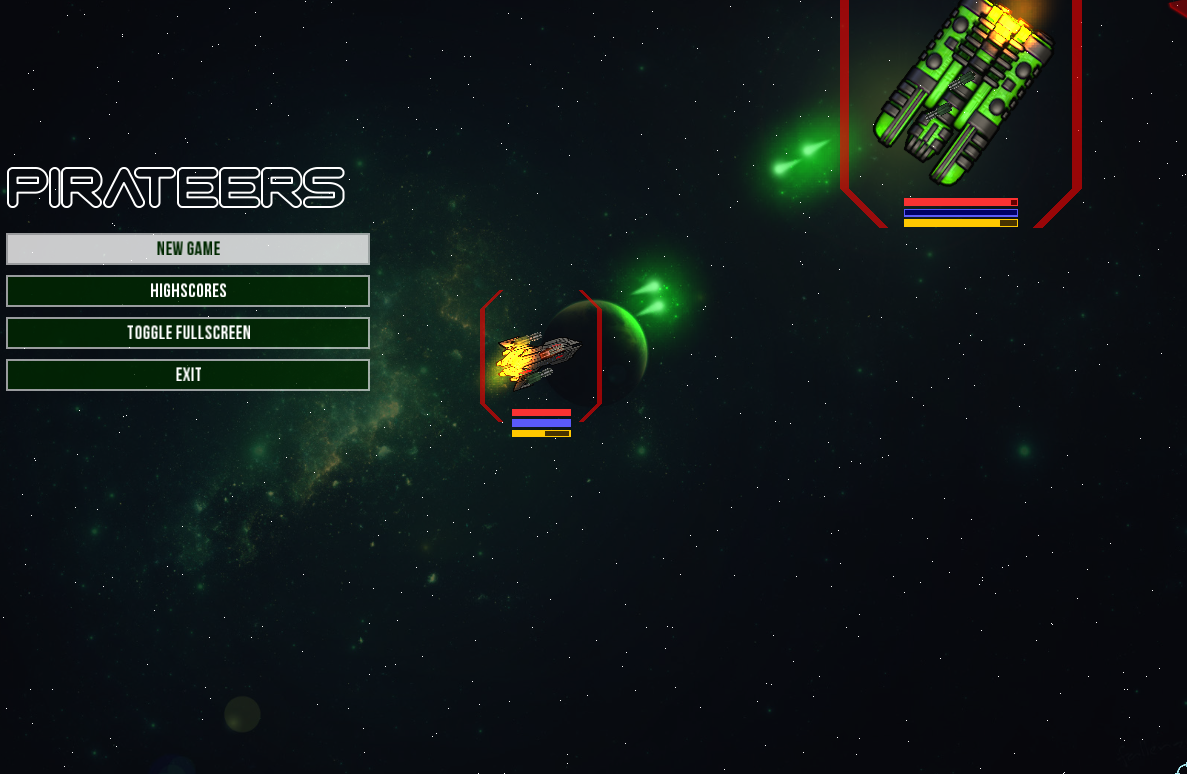 PIRATEERS
NEW GAME
HIGHSCORES
TOGGLE FULLSCREEN
EXIT